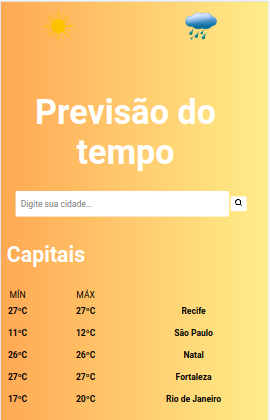 Previsão do
tempo
Digite sua cidade...
Capitais
MÍN MÁX
27ºC 27ºC Recife
11ºC 12ºC São Paulo
26ºC 26ºC Natal
27ºC 27ºC Fortaleza
17ºC 20ºC Rio de Janeiro